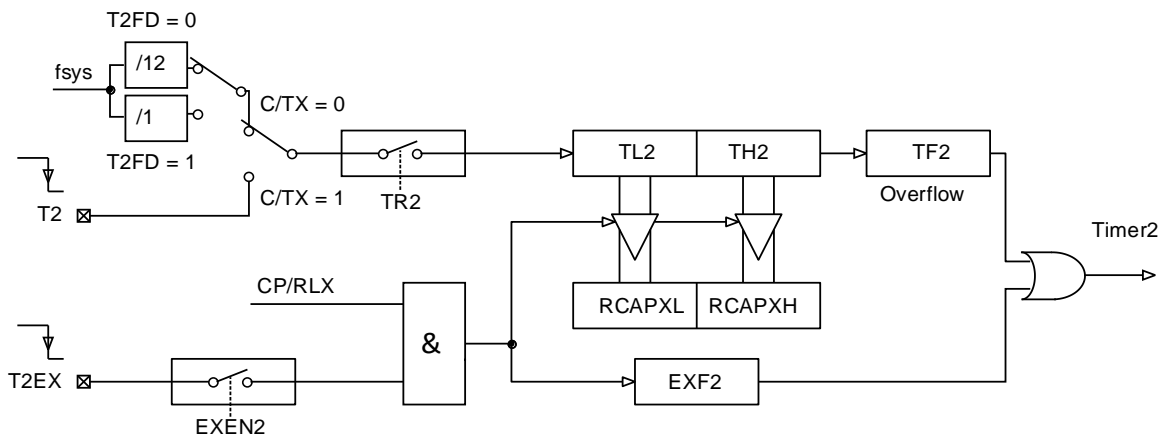 T2FD = 0
/12
fsys
C/TX = 0
/1
T2FD = 1
TL2
TH2
TF2
Overflow
C/TX = 1
TR2
T2
Timer2
CP/RLX
RCAPXL
RCAPXH
&
T2EX
EXF2
EXEN2